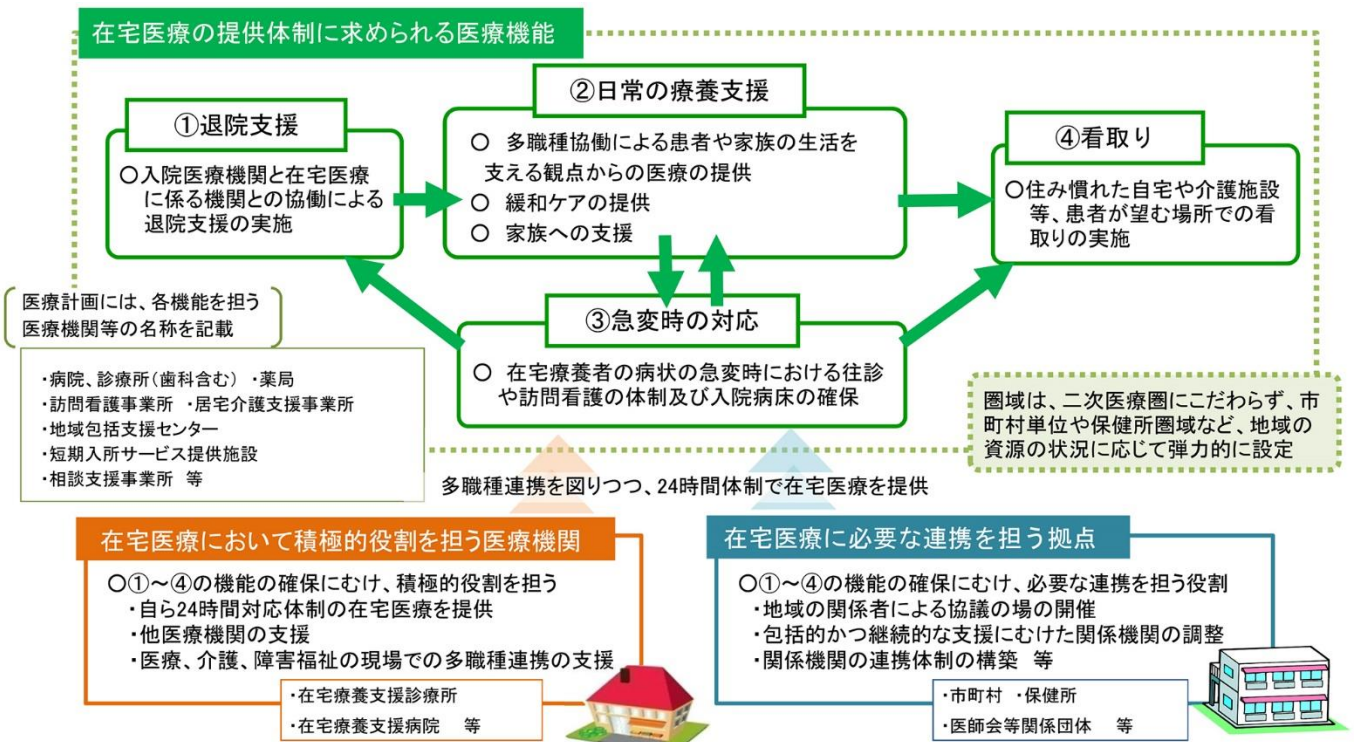 在宅医療の提供体制に求められる医療機能
①退院支援
○入院医療機関と在宅医療
に係る機関との協働による
退院支援の実施
②日常の療養支援
○ 多職種協働による患者や家族の生活を
支える観点からの医療の提供
○ 緩和ケアの提供
○ 家族への支援
④看取り
○住み慣れた自宅や介護施設
等、患者が望む場所での看
取りの実施
③急変時の対応
○ 在宅療養者の病状の急変時における往診
や訪問看護の体制及び入院病床の確保
医療計画には、各機能を担う
医療機関等の名称を記載
・病院、診療所(歯科含む) ・薬局
・訪問看護事業所 ・居宅介護支援事業所
・地域包括支援センター
・短期入所サービス提供施設
・相談支援事業所 等
圏域は、二次医療圏にこだわらず、市
町村単位や保健所圏域など、地域の
資源の状況に応じて弾力的に設定
多職種連携を図りつつ、24時間体制で在宅医療を提供
在宅医療において積極的役割を担う医療機関
○①~④の機能の確保にむけ、積極的役割を担う
・自ら24時間対応体制の在宅医療を提供
・他医療機関の支援
・医療、介護、障害福祉の現場での多職種連携の支援
・在宅療養支援診療所
・在宅療養支援病院 等
在宅医療に必要な連携を担う拠点
○①~④の機能の確保にむけ、必要な連携を担う役割
・地域の関係者による協議の場の開催
・包括的かつ継続的な支援にむけた関係機関の調整
・関係機関の連携体制の構築 等
・市町村 ・保健所
・医師会等関係団体 等